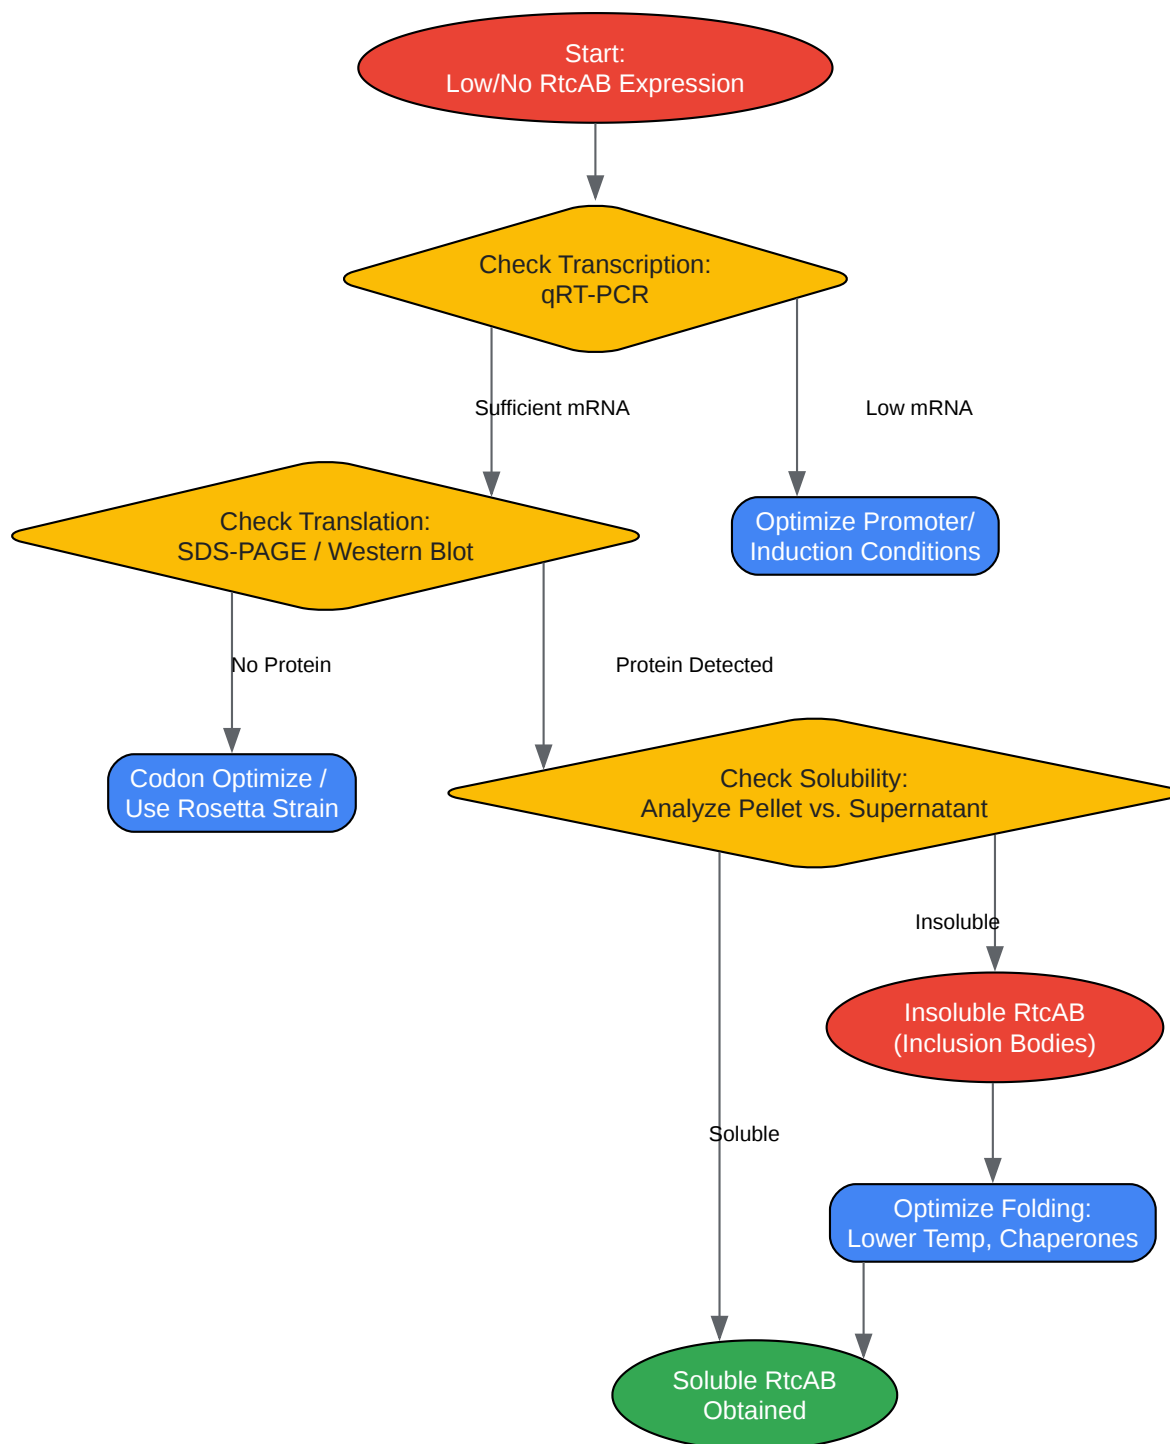 Start:
Low/No RtcAB Expression
Check Transcription:
qRT-PCR
Sufficient mRNA
Low mRNA
Check Translation:
SDS-PAGE / Western Blot
Optimize Promoter/
Induction Conditions
No Protein
Protein Detected
Codon Optimize /
Use Rosetta Strain
Check Solubility:
Analyze Pellet vs. Supernatant
Insoluble
Insoluble RtcAB
(Inclusion Bodies)
Soluble
Optimize Folding:
Lower Temp, Chaperones
Soluble RtcAB
Obtained